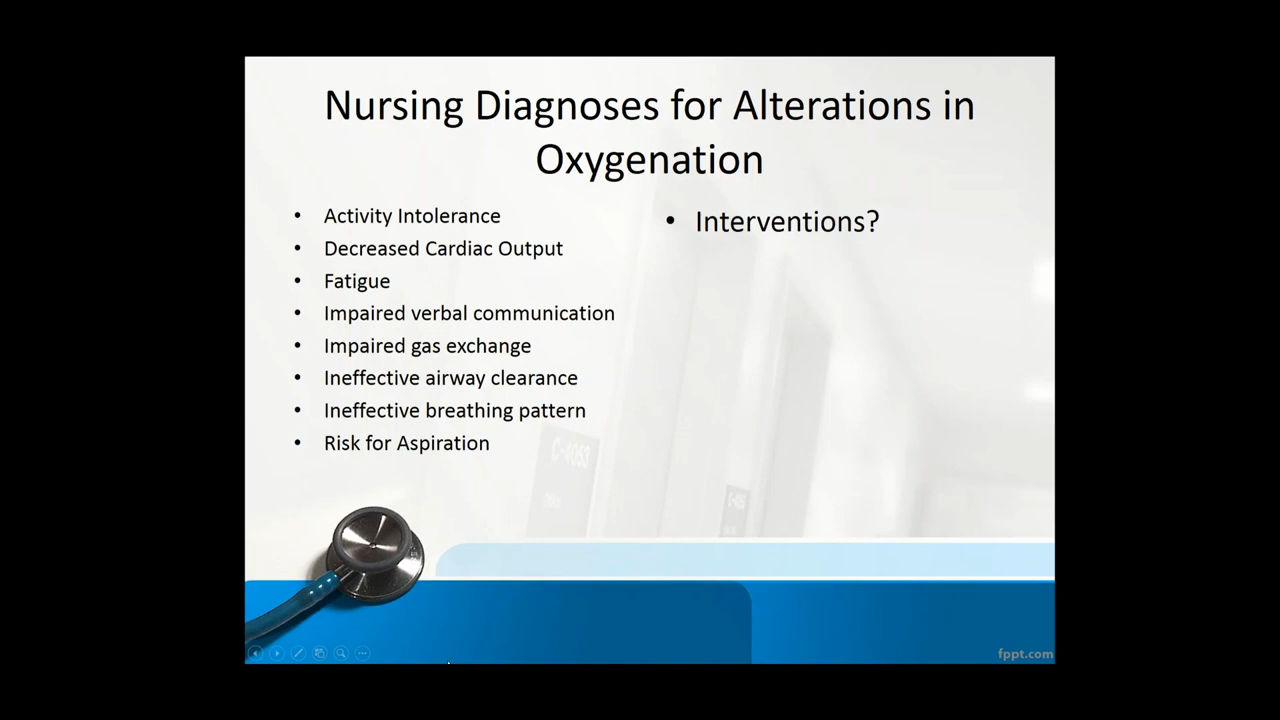 Nursing Diagnoses for Alterations in
Oxygenation
• Activity Intolerance
• Decreased Cardiac Output
• Fatigue
• Impaired verbal communication
• Impaired gas exchange
• Ineffective airway clearance
• Ineffective breathing pattern
• Risk for Aspiration
• Interventions?
fppt.com